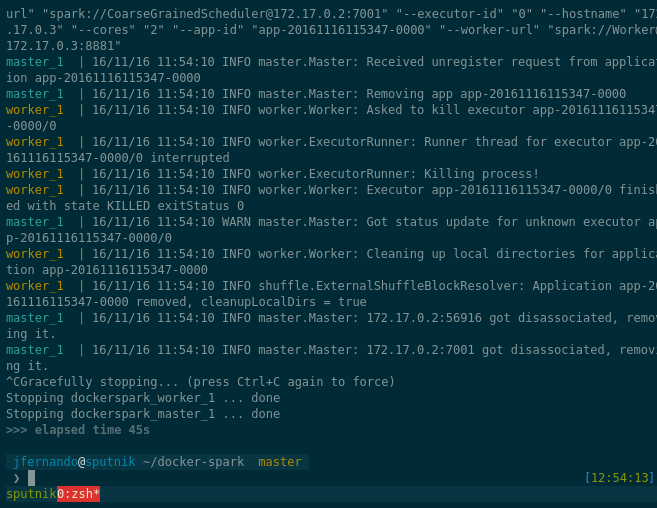 url" "spark://CoarseGrainedScheduler@172.17.0.2:7001" "--executor-id" "0" "--hostname" "172
.17.0.3" "--cores" "2" "--app-id" "app-20161116115347-0000" "--worker-url" "spark://Worker@
172.17.0.3:8881"
master_1  | 16/11/16 11:54:10 INFO master.Master: Received unregister request from applicat
ion app-20161116115347-0000
master_1  | 16/11/16 11:54:10 INFO master.Master: Removing app app-20161116115347-0000
worker_1  | 16/11/16 11:54:10 INFO worker.Worker: Asked to kill executor app-20161116115347
-0000/0
worker_1  | 16/11/16 11:54:10 INFO worker.ExecutorRunner: Runner thread for executor app-20
161116115347-0000/0 interrupted
worker_1  | 16/11/16 11:54:10 INFO worker.ExecutorRunner: Killing process!
worker_1  | 16/11/16 11:54:10 INFO worker.Worker: Executor app-20161116115347-0000/0 finish
ed with state KILLED exitStatus 0
master_1  | 16/11/16 11:54:10 WARN master.Master: Got status update for unknown executor ap
p-20161116115347-0000/0
worker_1  | 16/11/16 11:54:10 INFO worker.Worker: Cleaning up local directories for applica
tion app-20161116115347-0000
worker_1  | 16/11/16 11:54:10 INFO shuffle.ExternalShuffleBlockResolver: Application app-20
161116115347-0000 removed, cleanupLocalDirs = true
master_1  | 16/11/16 11:54:10 INFO master.Master: 172.17.0.2:56916 got disassociated, remov
ing it.
master_1  | 16/11/16 11:54:10 INFO master.Master: 172.17.0.2:7001 got disassociated, removi
ng it.
^CGracefully stopping... (press Ctrl+C again to force)
Stopping dockerspark_worker_1 ... done
Stopping dockerspark_master_1 ... done
>>> elapsed time 45s
jfernando@sputnik ~/docker-spark  master
❯ [12:54:13]
sputnik 0:zsh*